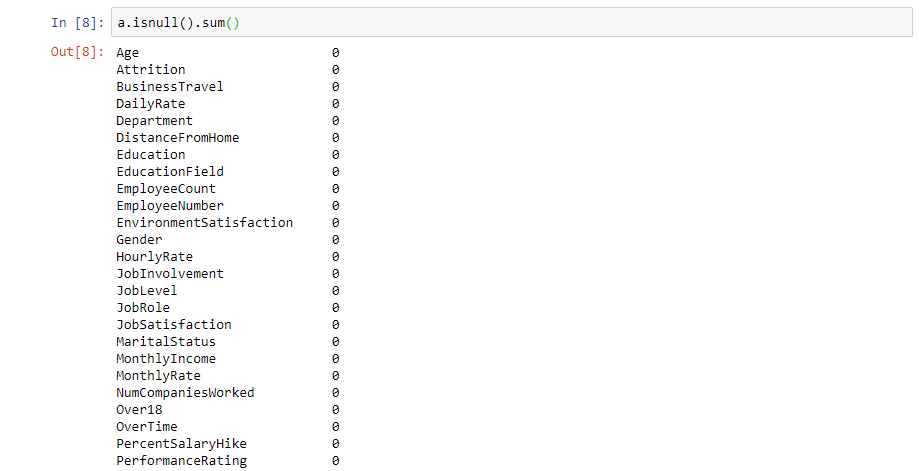 In [8]: a.isnull().sum()
Out[8]: Age 0
Attrition 0
BusinessTravel 0
DailyRate 0
Department 0
DistanceFromHome 0
Education 0
EducationField 0
EmployeeCount 0
EmployeeNumber 0
EnvironmentSatisfaction 0
Gender 0
HourlyRate 0
JobInvolvement 0
JobLevel 0
JobRole 0
JobSatisfaction 0
MaritalStatus 0
MonthlyIncome 0
MonthlyRate 0
NumCompaniesWorked 0
Over18 0
OverTime 0
PercentSalaryHike 0
PerformanceRating 0